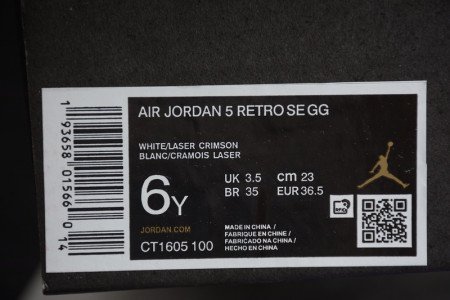 AIR JORDAN 5 RETRO SE GG
WHITE/LASER CRIMSON
BLANC/CRAMOIS LASER
6Y
UK 3.5 cm 23
BR 35 EUR 36.5
JORDAN.COM
CT1605 100
MADE IN CHINA /
FABRIQUE EN CHINE /
FABRICADO NA CHINA /
HECHO EN CHINA
1 93658 01566 0 14